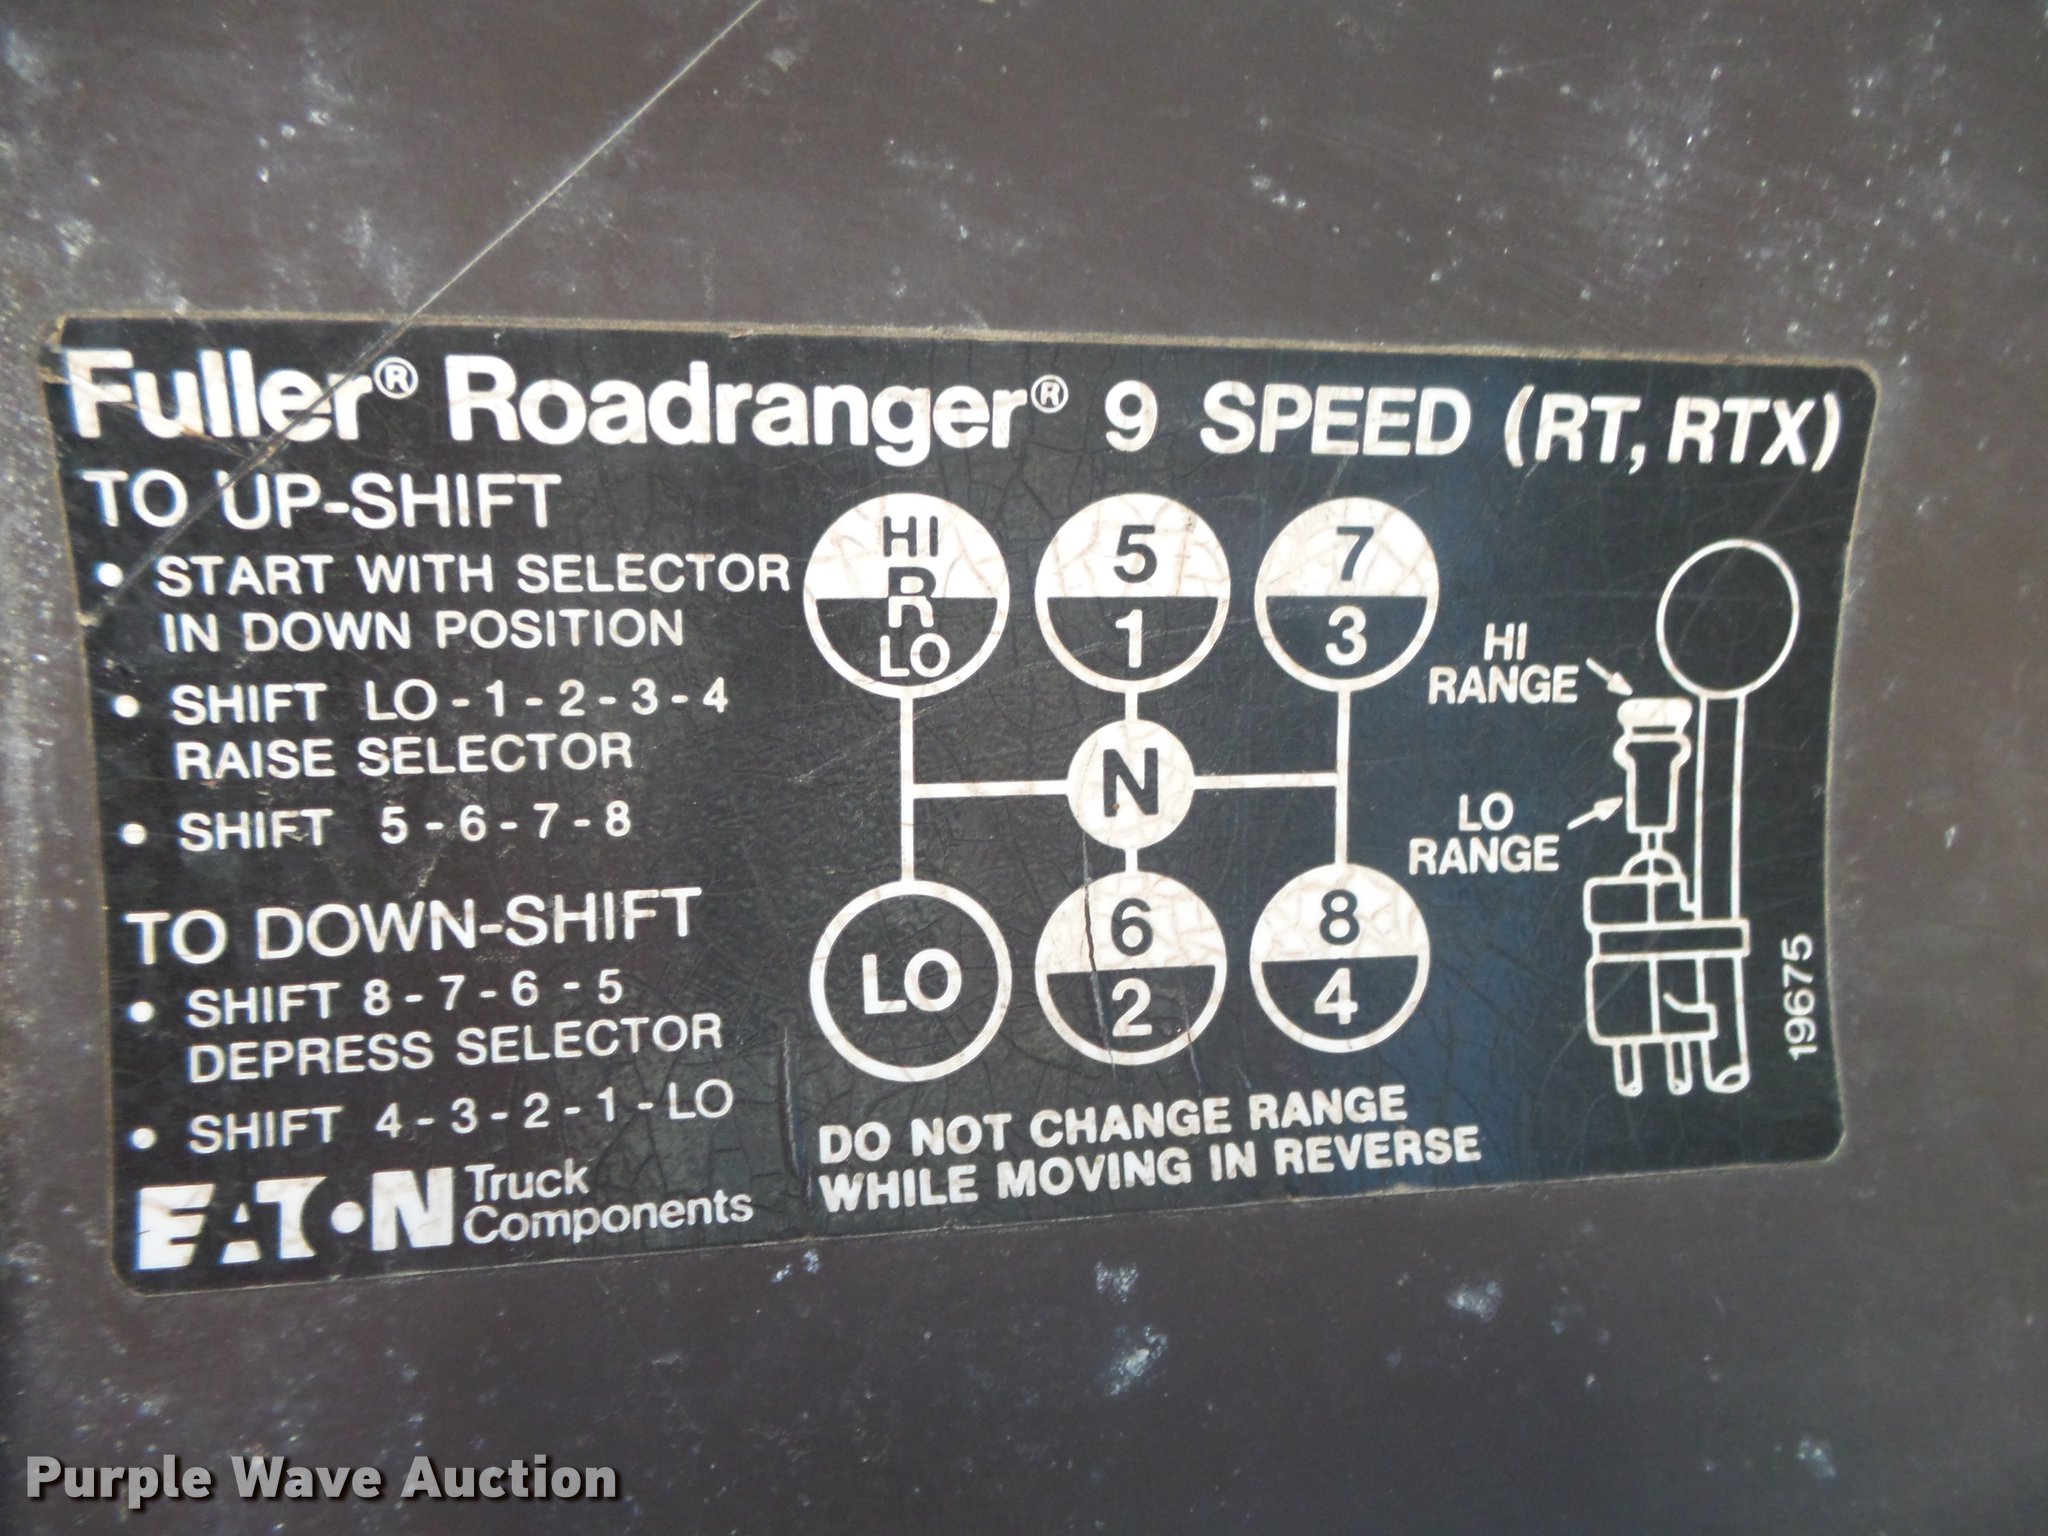 Fuller® Roadranger® 9 SPEED (RT, RTX)
TO UP-SHIFT
• START WITH SELECTOR
IN DOWN POSITION
• SHIFT LO-1-2-3-4
RAISE SELECTOR
• SHIFT 5-6-7-8
TO DOWN-SHIFT
• SHIFT 8-7-6-5
DEPRESS SELECTOR
• SHIFT 4-3-2-1-LO
EATON
Truck
Components
HI
R
LO
5
1
7
3
N
LO
6
2
8
4
HI
RANGE
LO
RANGE
DO NOT CHANGE RANGE
WHILE MOVING IN REVERSE
19675
Purple Wave Auction